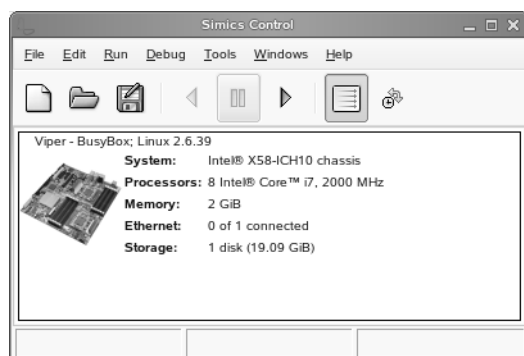 Simics Control
File Edit Run Debug Tools Windows Help
Viper - BusyBox; Linux 2.6.39
System: Intel® X58-ICH10 chassis
Processors: 8 Intel® Core™ i7, 2000 MHz
Memory: 2 GiB
Ethernet: 0 of 1 connected
Storage: 1 disk (19.09 GiB)